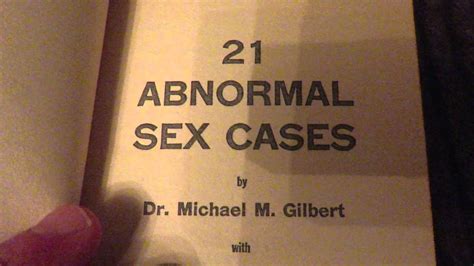 21
ABNORMAL
SEX CASES
by
Dr. Michael M. Gilbert
with